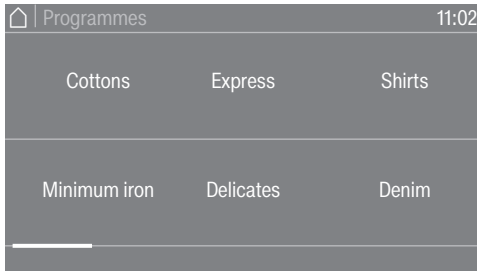 Programmes 11:02
Cottons Express Shirts
Minimum iron Delicates Denim